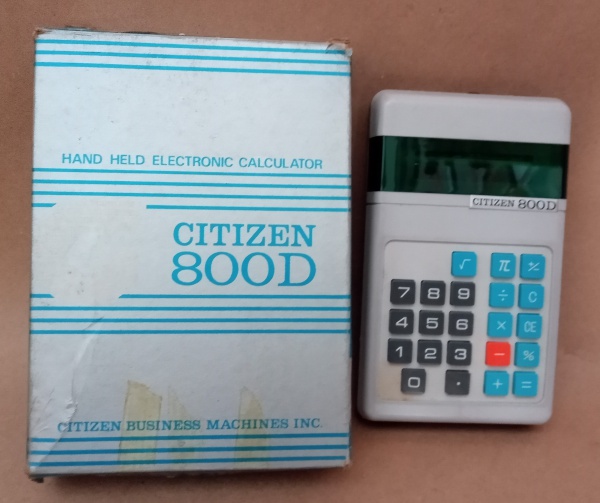 HAND HELD ELECTRONIC CALCULATOR
CITIZEN
800D
CITIZEN BUSINESS MACHINES INC.
CITIZEN 800D
√ π +/-
7 8 9 ÷ C
4 5 6 × CE
1 2 3 − %
0 . + =